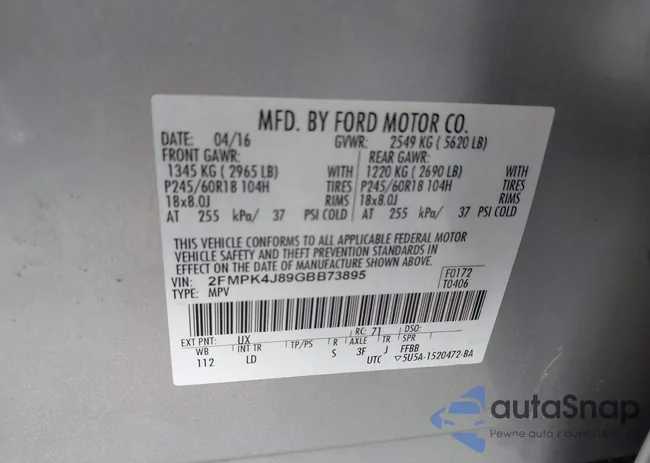 MFD. BY FORD MOTOR CO.
DATE: 04/16 GVWR: 2549 KG ( 5620 LB)
FRONT GAWR: REAR GAWR:
1345 KG ( 2965 LB) WITH 1220 KG ( 2690 LB) WITH
P245/60R18 104H TIRES P245/60R18 104H TIRES
18x8.0J RIMS 18x8.0J RIMS
AT 255 kPa/ 37 PSI COLD AT 255 kPa/ 37 PSI COLD
THIS VEHICLE CONFORMS TO ALL APPLICABLE FEDERAL MOTOR
VEHICLE SAFETY AND THEFT PREVENTION STANDARDS IN
EFFECT ON THE DATE OF MANUFACTURE SHOWN ABOVE.
VIN: 2FMPK4J89GBB73895 F0172
TYPE: MPV T0406
EXT PNT: UX RC: 71 DSO:
WB INT TR TP/PS R AXLE TR SPR
112 LD S 3F J FFBB
UTC ▽5U5A-1520472-BA
autaSnap
Pewne auta z aukcji USA